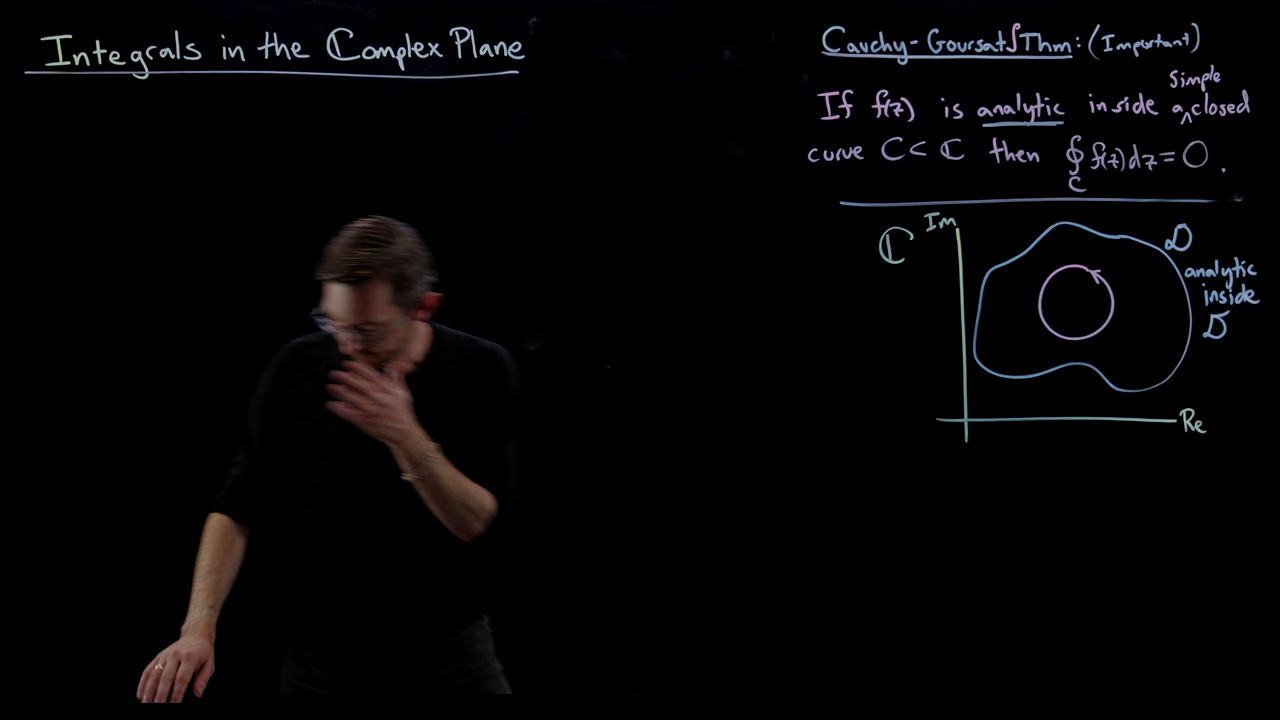 Integrals in the Complex Plane
Cauchy-Goursat ∫ Thm: (Important)
If f(z) is analytic inside a ^ simple closed
curve C < ℂ then ∮_C f(z)dz = 0.
ℂ
Im
D
analytic
inside
D
Re